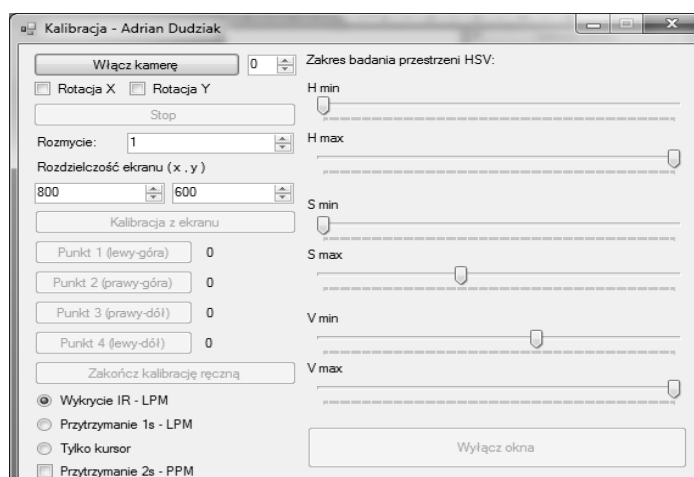 Kalibracja - Adrian Dudziak
Włącz kamerę 0
Rotacja X Rotacja Y
Stop
Rozmycie: 1
Rozdzielczość ekranu ( x , y )
800 600
Kalibracja z ekranu
Punkt 1 (lewy-góra) 0
Punkt 2 (prawy-góra) 0
Punkt 3 (prawy-dół) 0
Punkt 4 (lewy-dół) 0
Zakończ kalibrację ręczną
Wykrycie IR - LPM
Przytrzymanie 1s - LPM
Tylko kursor
Przytrzymanie 2s - PPM
Zakres badania przestrzeni HSV:
H min
H max
S min
S max
V min
V max
Wyłącz okna